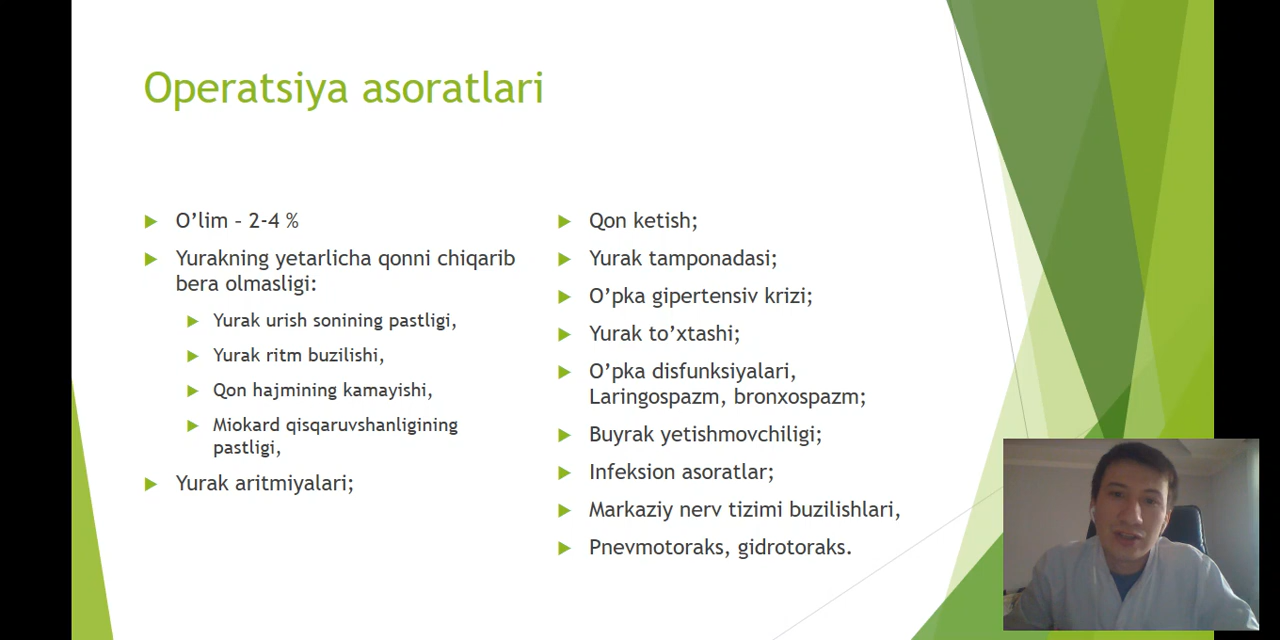 Operatsiya asoratlari
O’lim – 2-4 %
Yurakning yetarlicha qonni chiqarib
bera olmasligi:
Yurak urish sonining pastligi,
Yurak ritm buzilishi,
Qon hajmining kamayishi,
Miokard qisqaruvshanligining
pastligi,
Yurak aritmiyalari;
Qon ketish;
Yurak tamponadasi;
O’pka gipertensiv krizi;
Yurak to’xtashi;
O’pka disfunksiyalari,
Laringospazm, bronxospazm;
Buyrak yetishmovchiligi;
Infeksion asoratlar;
Markaziy nerv tizimi buzilishlari,
Pnevmotoraks, gidrotoraks.